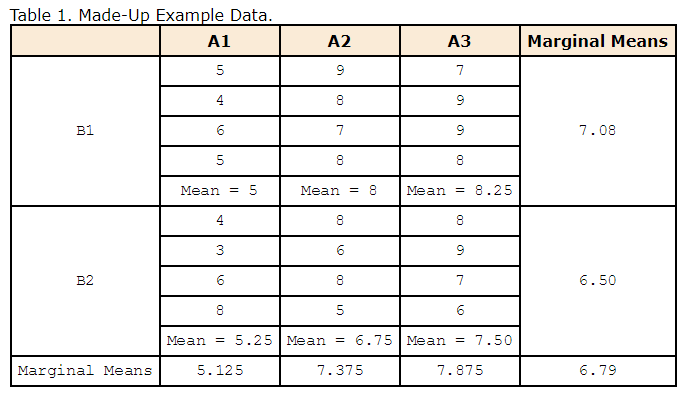 Table 1. Made-Up Example Data.
A1 A2 A3 Marginal Means
5 9 7
4 8 9
B1 6 7 9 7.08
5 8 8
Mean = 5 Mean = 8 Mean = 8.25
4 8 8
3 6 9
B2 6 8 7 6.50
8 5 6
Mean = 5.25 Mean = 6.75 Mean = 7.50
Marginal Means 5.125 7.375 7.875 6.79